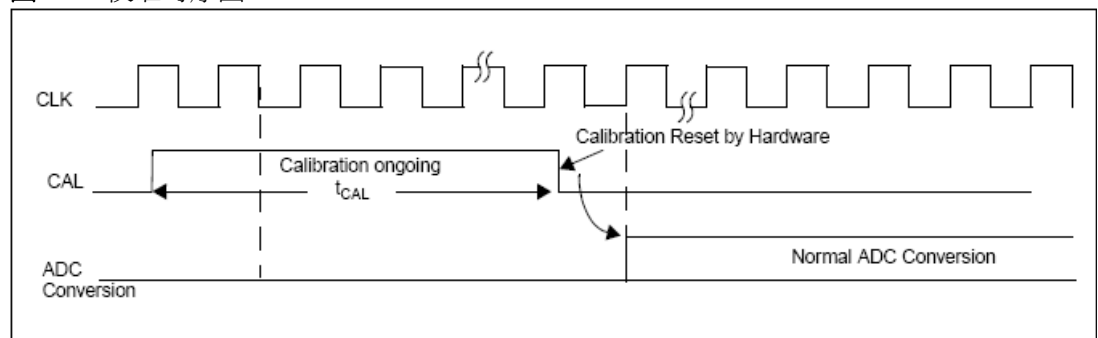 CLK
Calibration Reset by Hardware
CAL
Calibration ongoing
tCAL
Normal ADC Conversion
ADC
Conversion